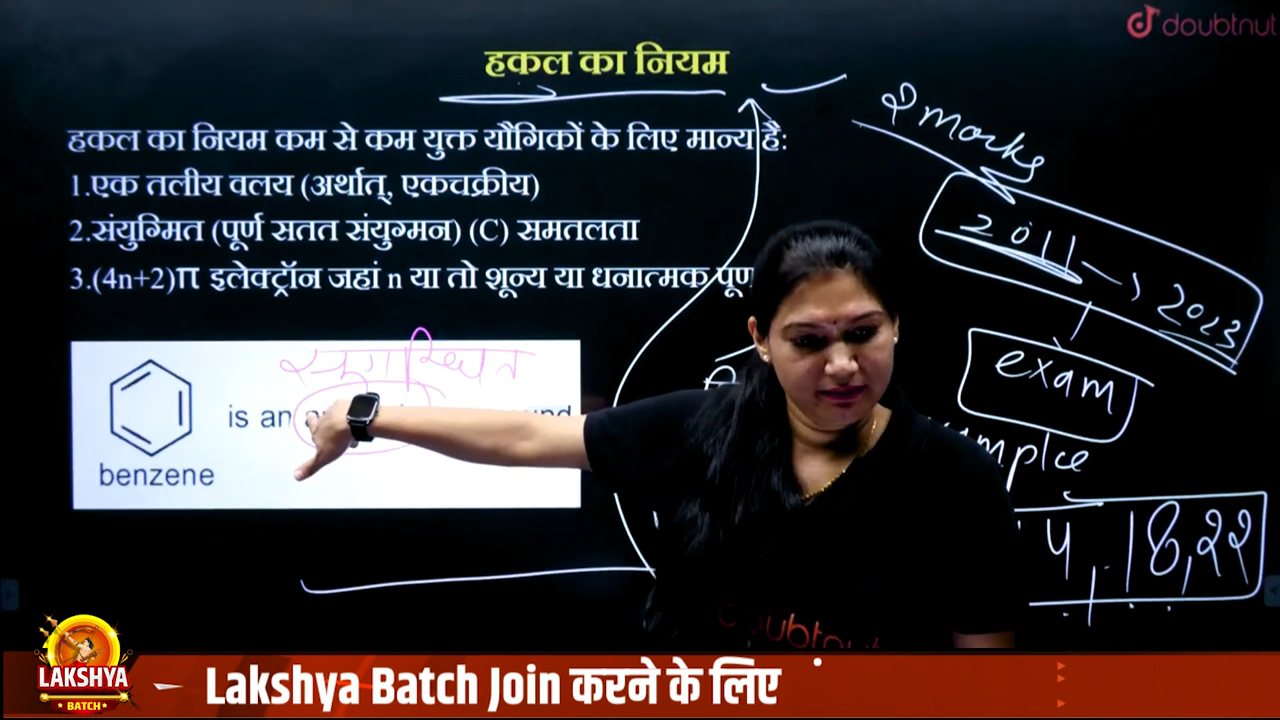 doubtnut
हकल का नियम
२ marks
हकल का नियम कम से कम युक्त यौगिकों के लिए मान्य है:
1.एक तलीय वलय (अर्थात्, एकचक्रीय)
2.संयुग्मित (पूर्ण सतत संयुग्मन) (C) समतलता
3.(4n+2)π इलेक्ट्रॉन जहां n या तो शून्य या धनात्मक
2011 → 2023
exam
is an
benzene
18,22
doubtnut
LAKSHYA
BATCH
Lakshya Batch Join करने के लिए